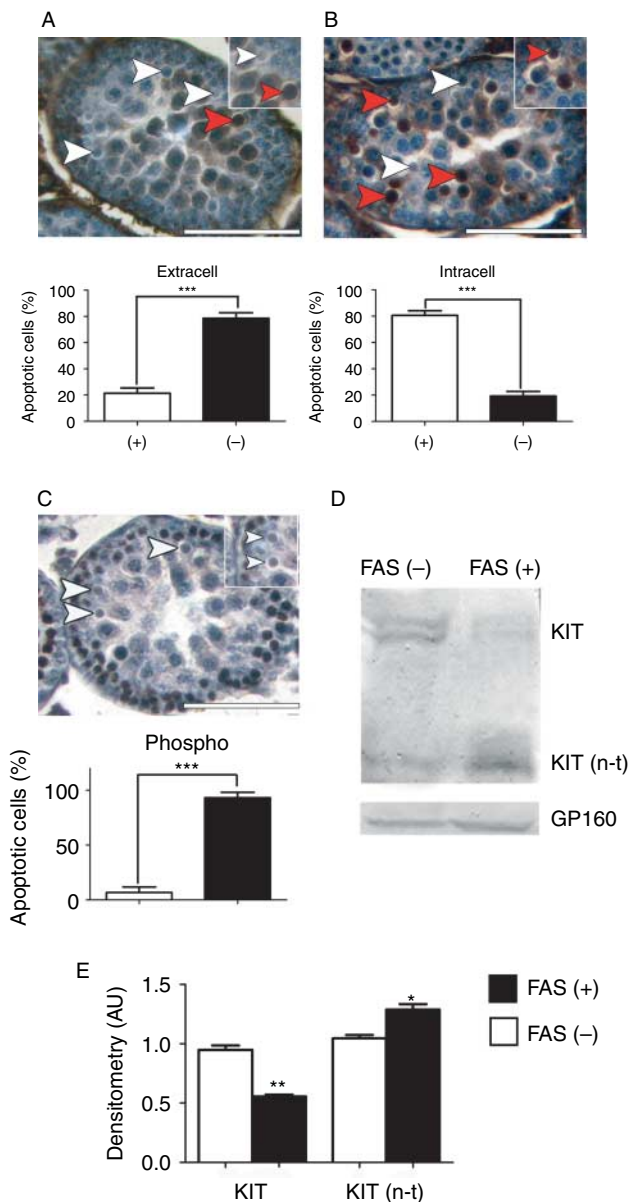 A
B
Extracell
***
Apoptotic cells (%)
100
80
60
40
20
0
(+)
(–)
Intracell
***
Apoptotic cells (%)
100
80
60
40
20
0
(+)
(–)
C
Phospho
***
Apoptotic cells (%)
100
50
0
D
FAS (–)
FAS (+)
KIT
KIT (n-t)
GP160
E
Densitometry (AU)
1.5
1.0
0.5
0.0
**
*
KIT
KIT (n-t)
FAS (+)
FAS (–)